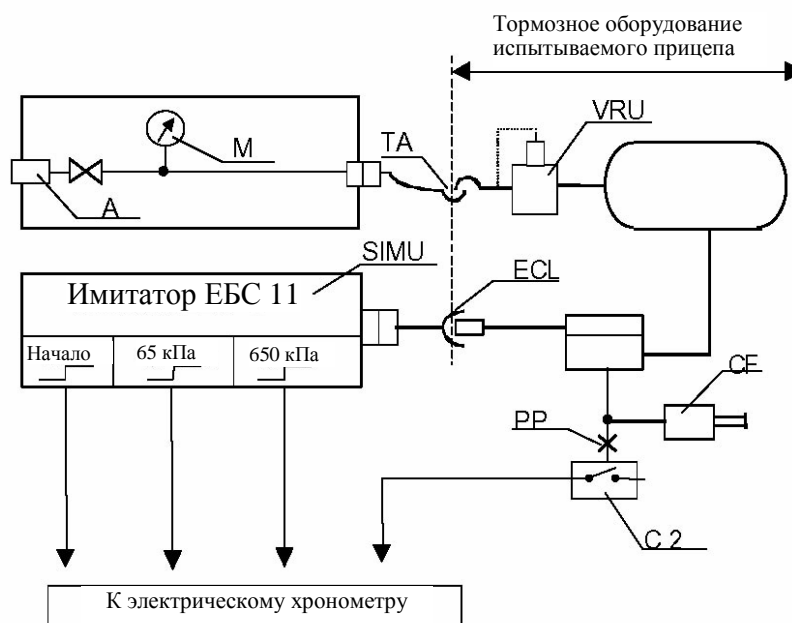 Тормозное оборудование
испытываемого прицепа
VRU
TA
M
A
SIMU
ECL
Имитатор ЕБС 11
Начало
65 кПа
650 кПа
CF
PP
C 2
К электрическому хронометру